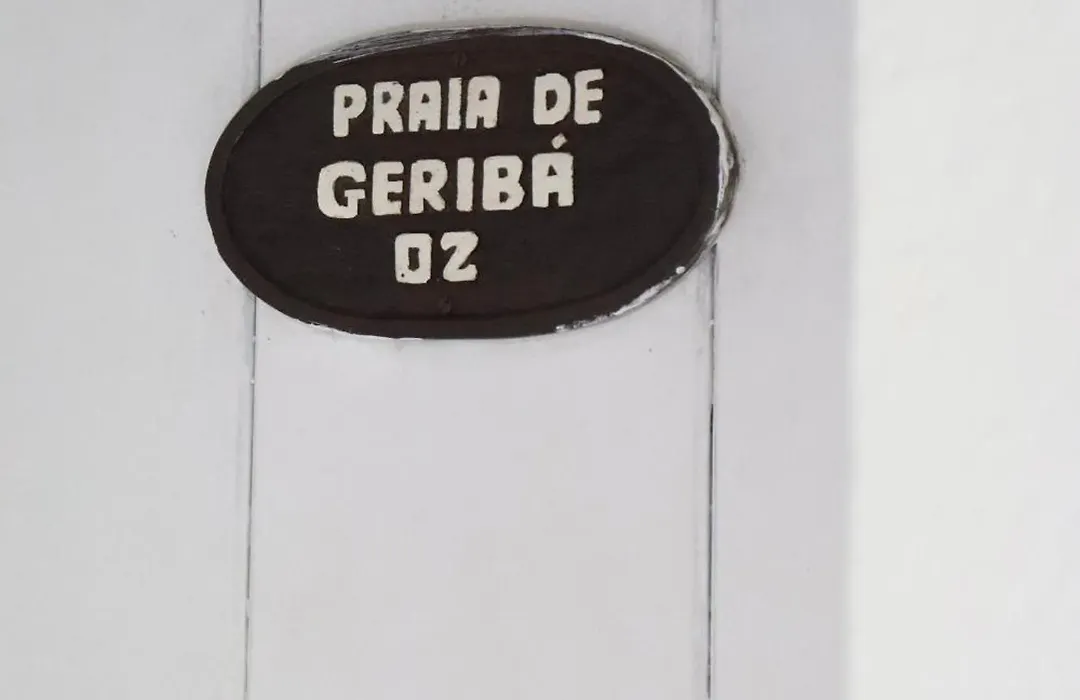 PRAIA DE
GERIBÁ
02